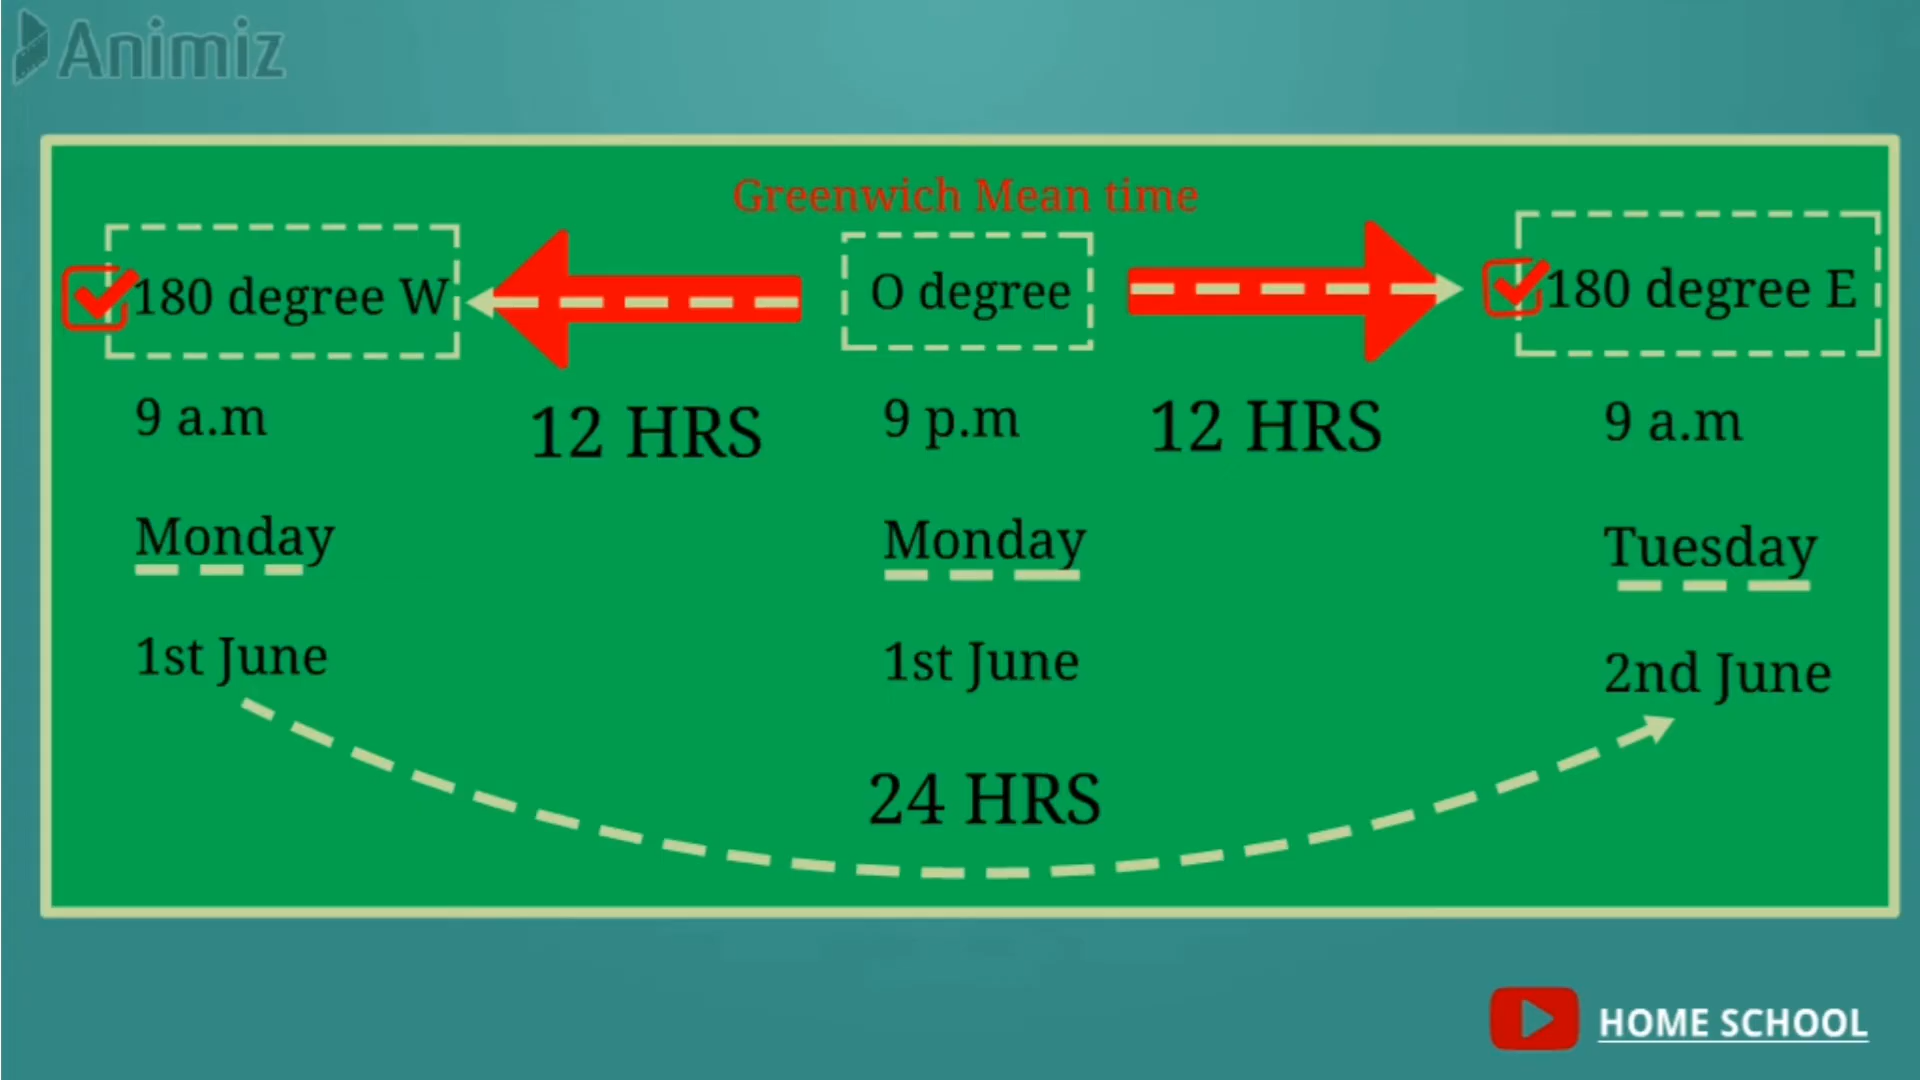 Animiz
Greenwich Mean time
180 degree W
O degree
180 degree E
9 a.m
12 HRS
9 p.m
12 HRS
9 a.m
Monday
Monday
Tuesday
1st June
1st June
2nd June
24 HRS
HOME SCHOOL